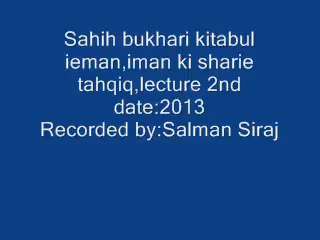 Sahih bukhari kitabul
ieman,iman ki sharie
tahqiq,lecture 2nd
date:2013
Recorded by:Salman Siraj